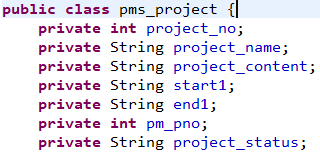 public class pms_project {
private int project_no;
private String project_name;
private String project_content;
private String start1;
private String end1;
private int pm_pno;
private String project_status;